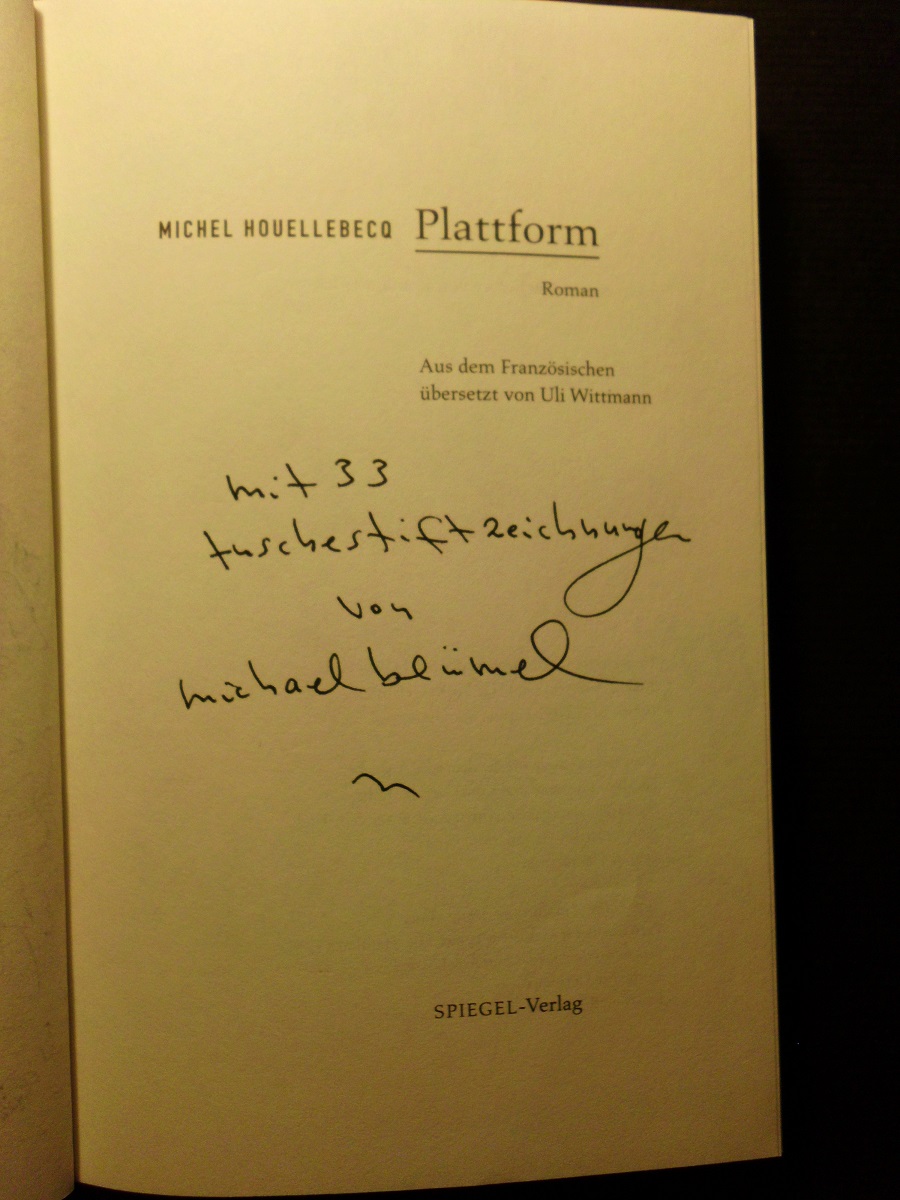 MICHEL HOUELLEBECQ Plattform
Roman
Aus dem Französischen
übersetzt von Uli Wittmann
mit 33
tuschestiftzeichnungen
von
michael blümel
SPIEGEL-Verlag